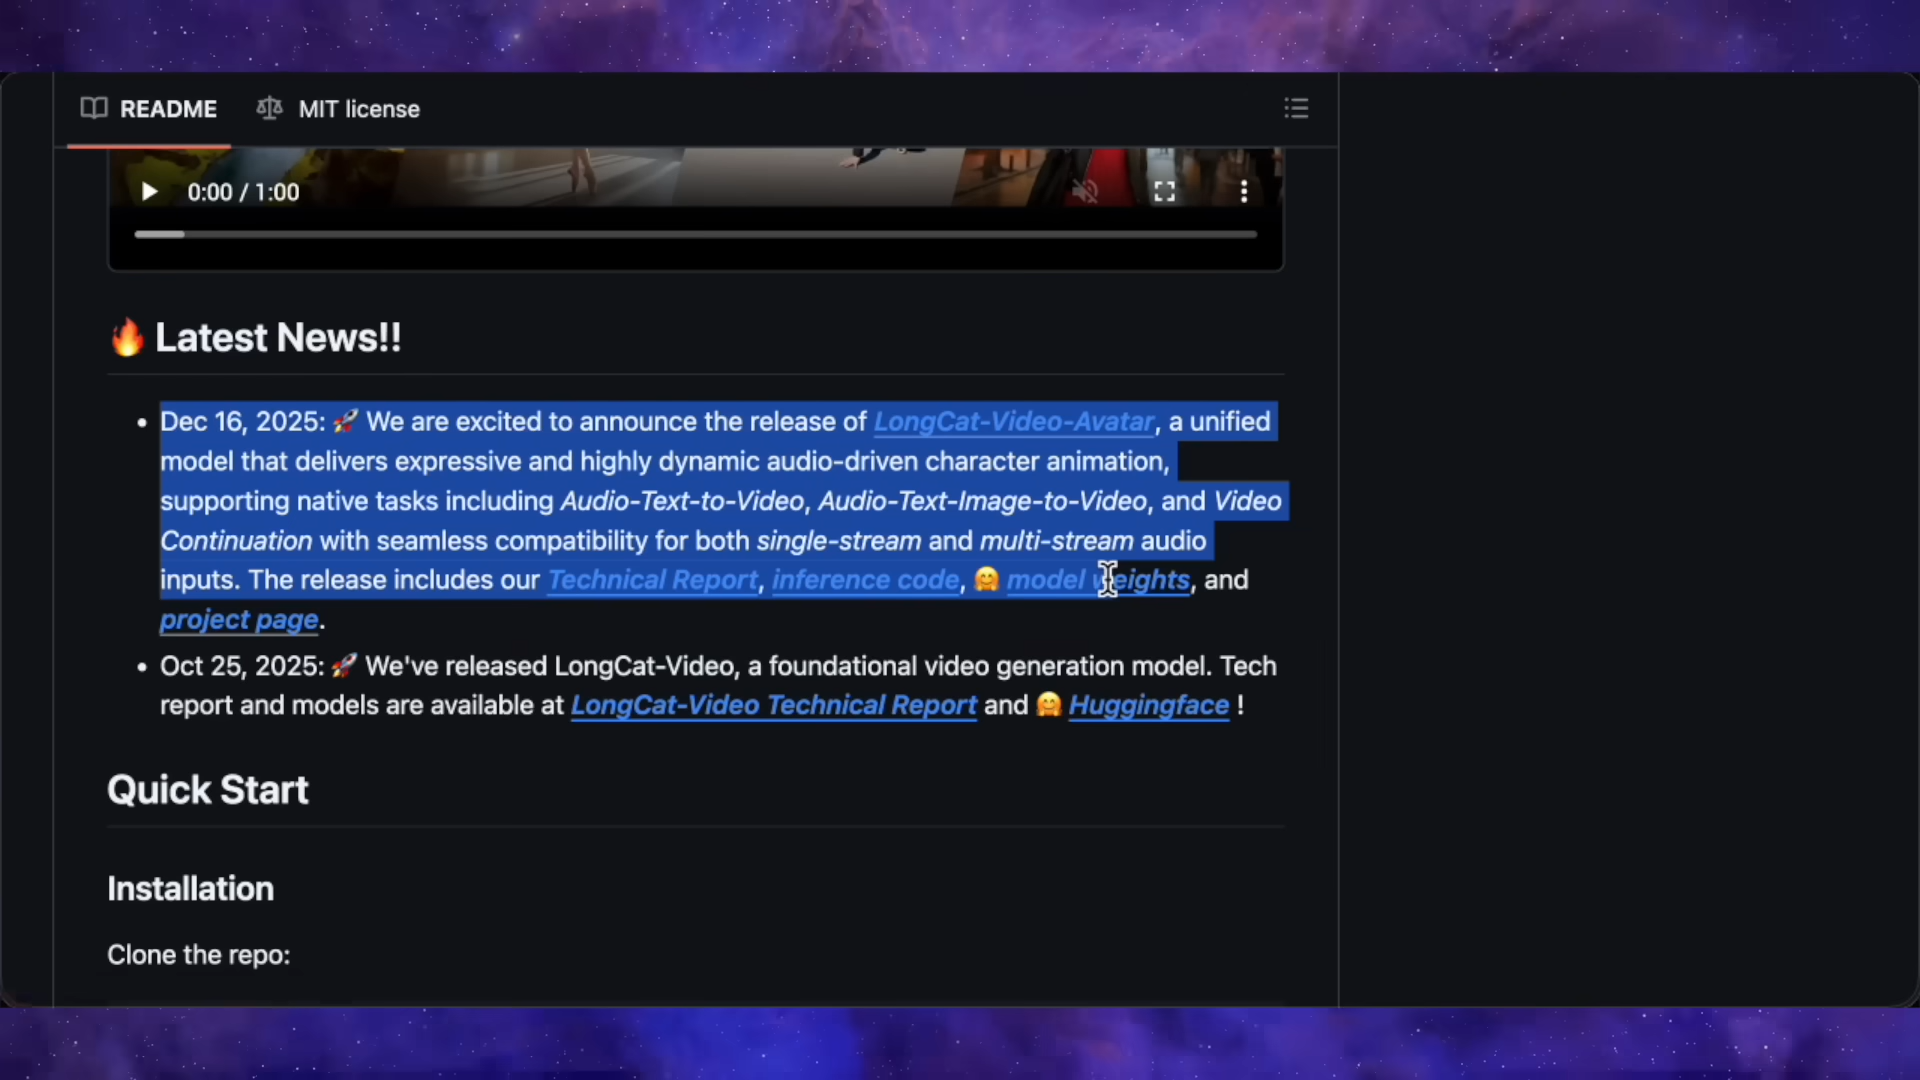 README MIT license
0:00 / 1:00
🔥 Latest News!!
• Dec 16, 2025: 🚀 We are excited to announce the release of LongCat-Video-Avatar, a unified
model that delivers expressive and highly dynamic audio-driven character animation,
supporting native tasks including Audio-Text-to-Video, Audio-Text-Image-to-Video, and Video
Continuation with seamless compatibility for both single-stream and multi-stream audio
inputs. The release includes our Technical Report, inference code, 🤗 model weights, and
project page.
• Oct 25, 2025: 🚀 We've released LongCat-Video, a foundational video generation model. Tech
report and models are available at LongCat-Video Technical Report and 🤗 Huggingface !
Quick Start
Installation
Clone the repo: